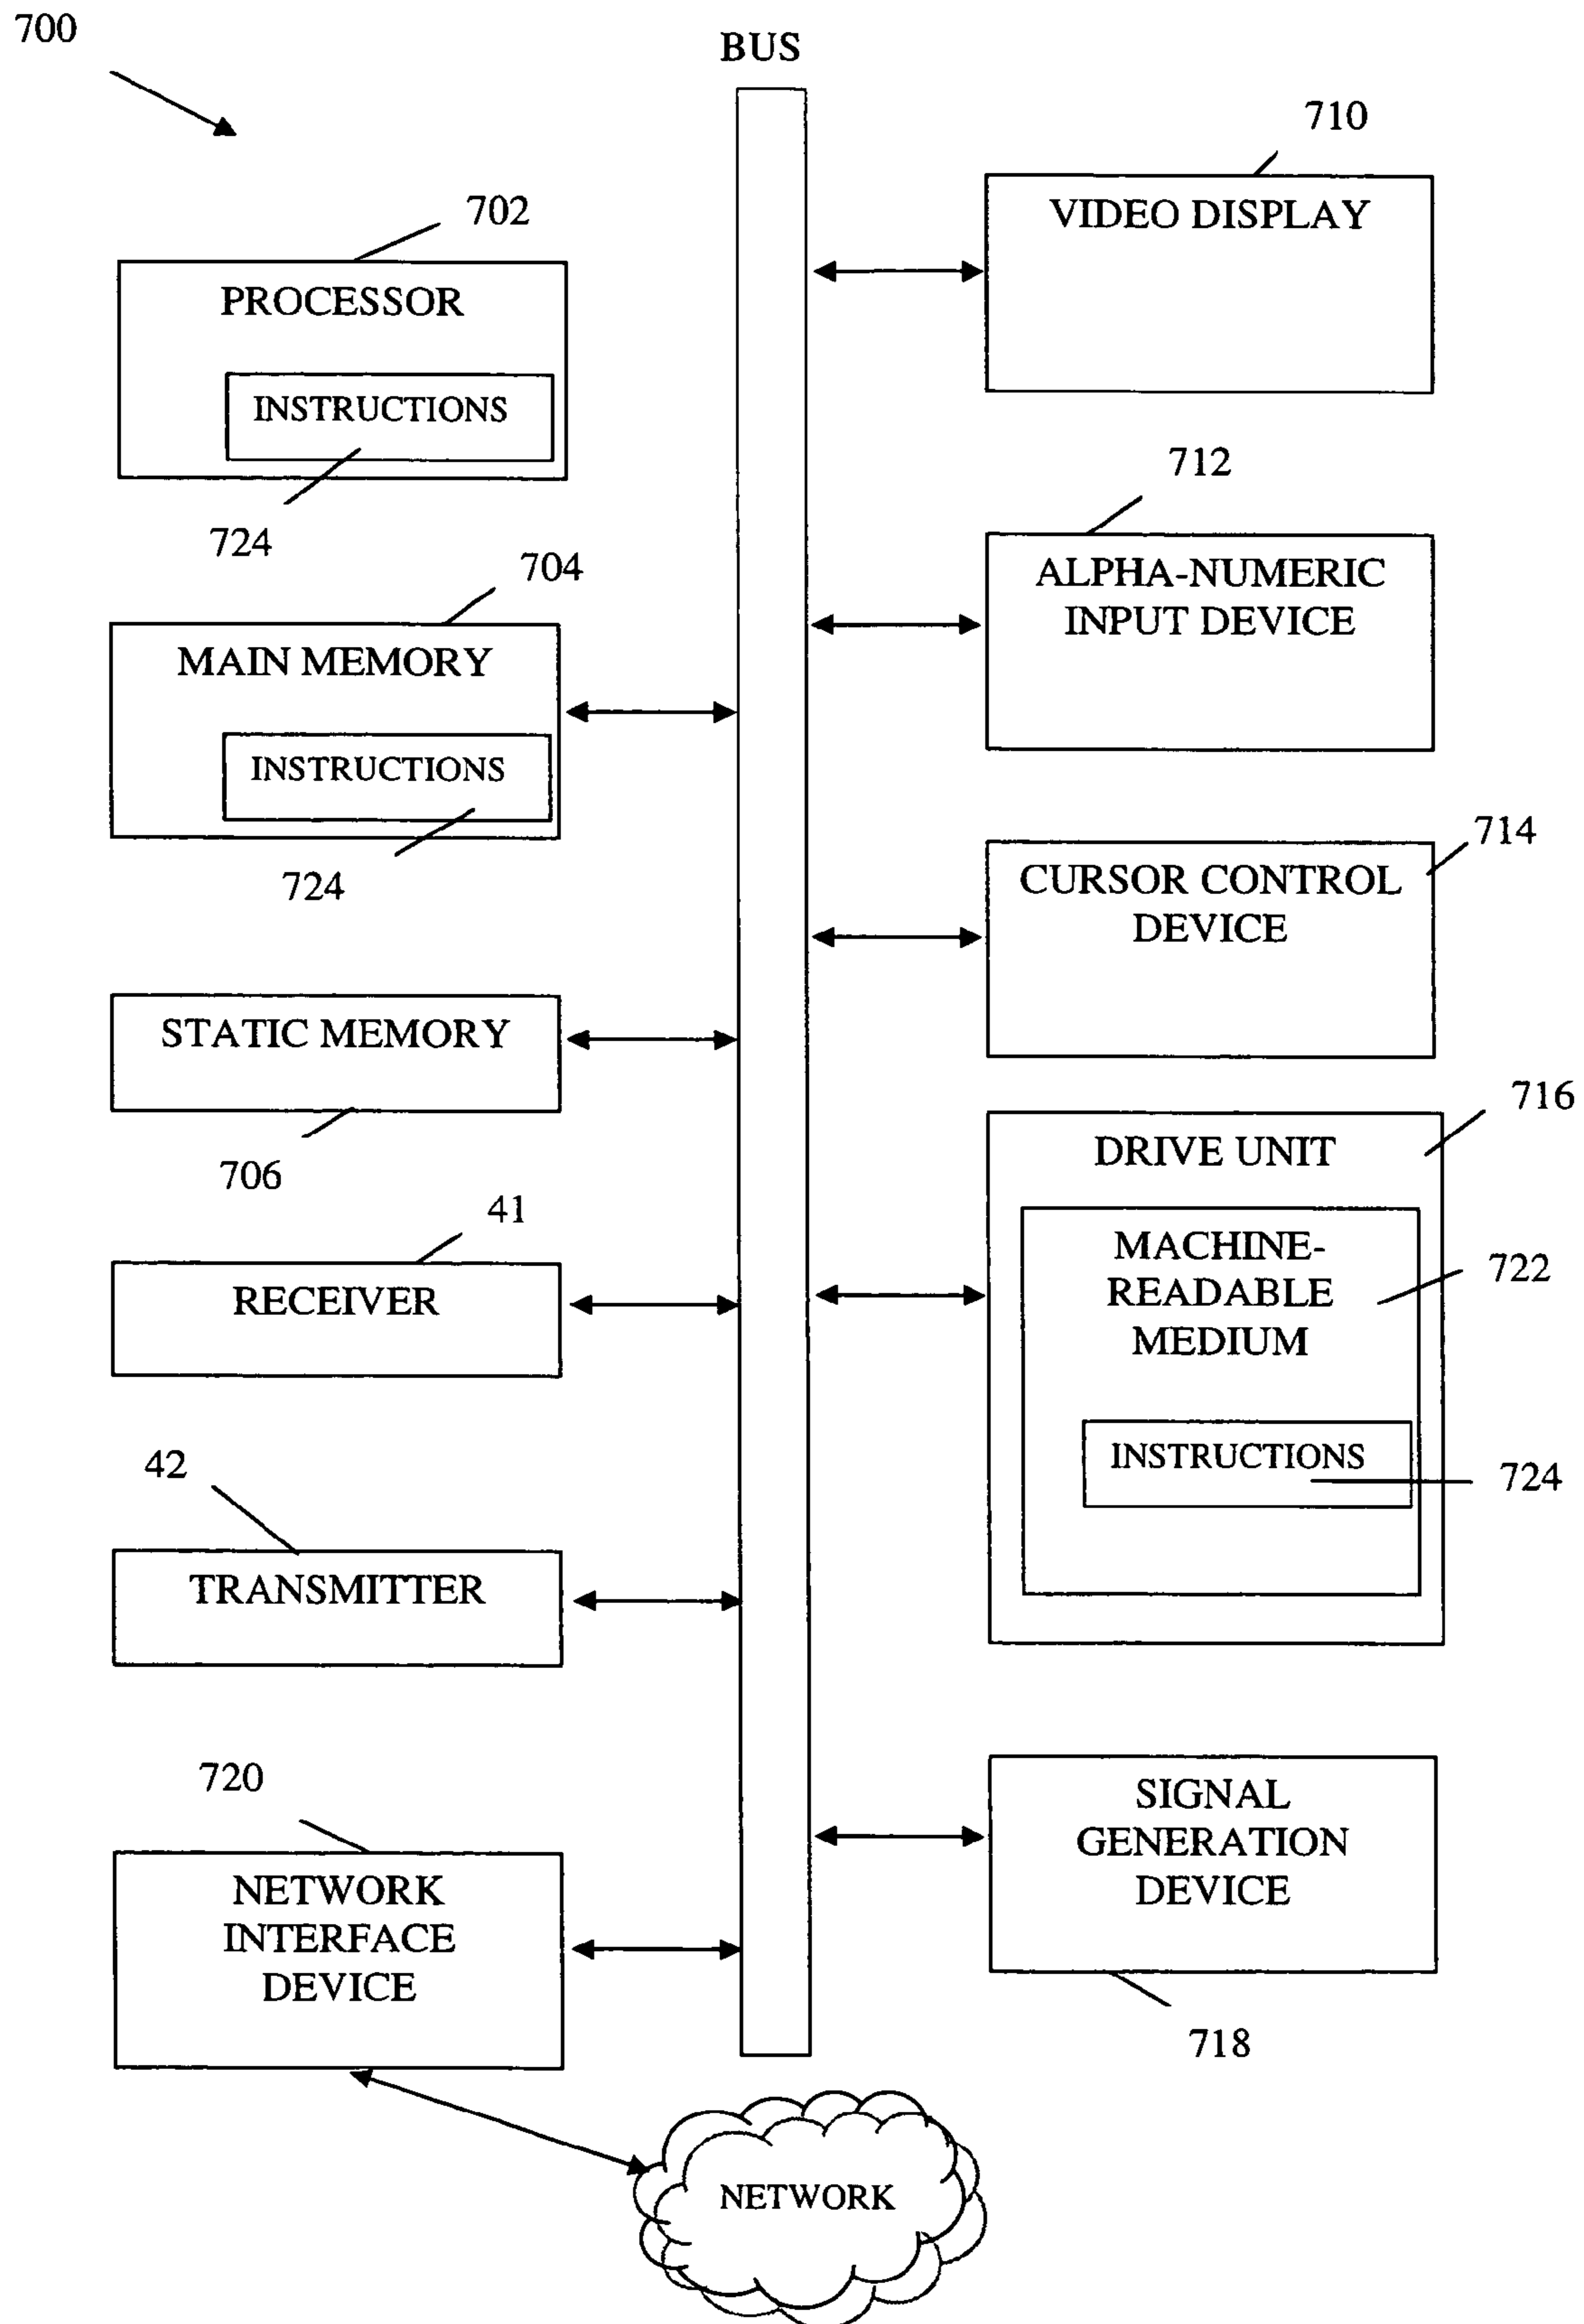 700
BUS
710
VIDEO DISPLAY
702
PROCESSOR
INSTRUCTIONS
724
712
ALPHA-NUMERIC
INPUT DEVICE
704
MAIN MEMORY
INSTRUCTIONS
724
714
CURSOR CONTROL
DEVICE
STATIC MEMORY
706
716
DRIVE UNIT
MACHINE-
READABLE
MEDIUM
722
INSTRUCTIONS
724
41
RECEIVER
42
TRANSMITTER
720
NETWORK
INTERFACE
DEVICE
SIGNAL
GENERATION
DEVICE
718
NETWORK